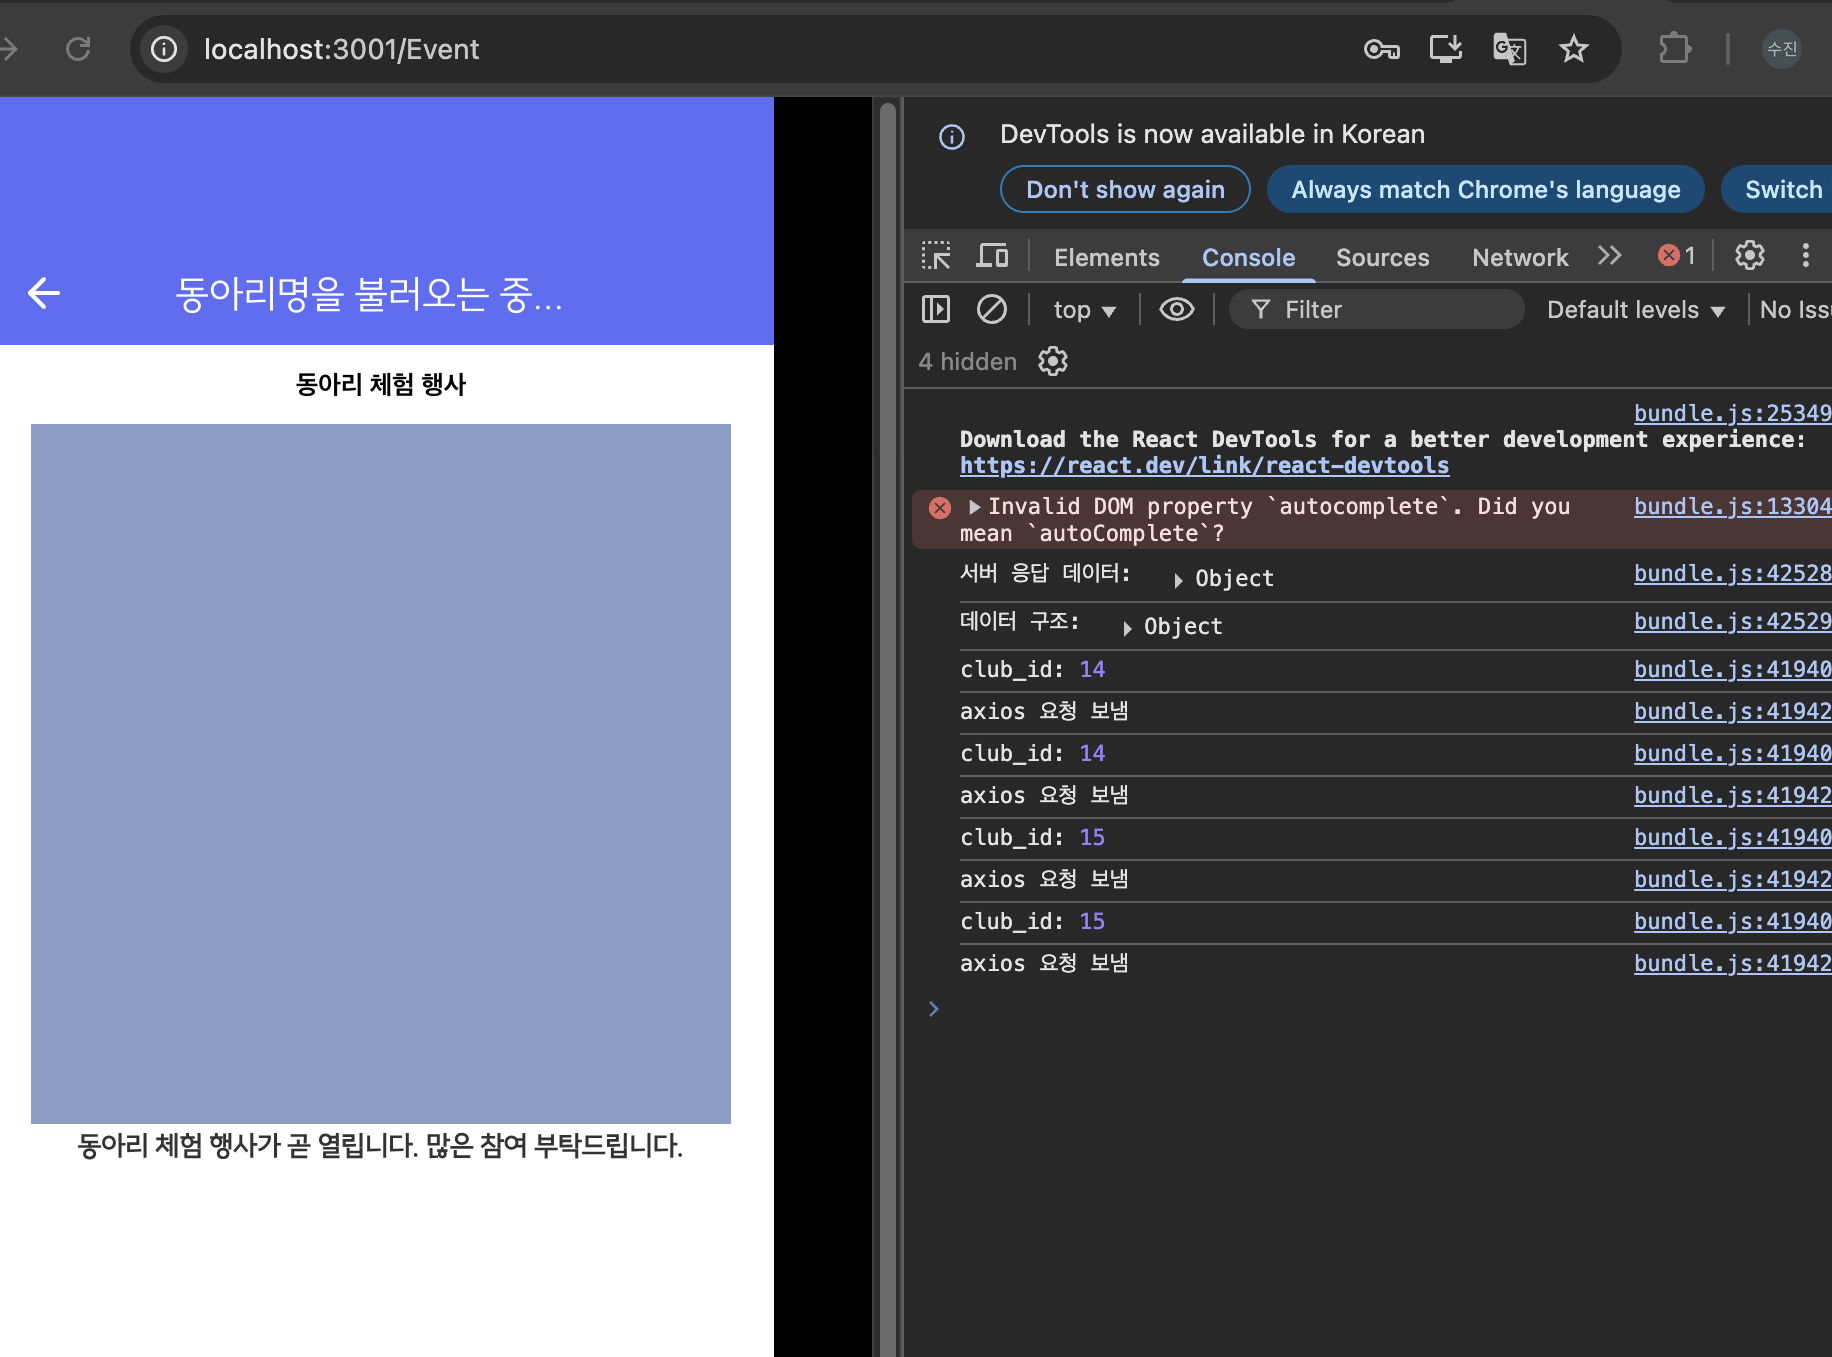 localhost:3001/Event
수진
동아리명을 불러오는 중...
동아리 체험 행사
동아리 체험 행사가 곧 열립니다. 많은 참여 부탁드립니다.
DevTools is now available in Korean
Don't show again
Always match Chrome's language
Switch
Elements
Console
Sources
Network
1
top
Filter
Default levels
No Iss
4 hidden
bundle.js:25349
Download the React DevTools for a better development experience:
https://react.dev/link/react-devtools
Invalid DOM property `autocomplete`. Did you bundle.js:13304
mean `autoComplete`?
서버 응답 데이터: Object bundle.js:42528
데이터 구조: Object bundle.js:42529
club_id: 14 bundle.js:41940
axios 요청 보냄 bundle.js:41942
club_id: 14 bundle.js:41940
axios 요청 보냄 bundle.js:41942
club_id: 15 bundle.js:41940
axios 요청 보냄 bundle.js:41942
club_id: 15 bundle.js:41940
axios 요청 보냄 bundle.js:41942